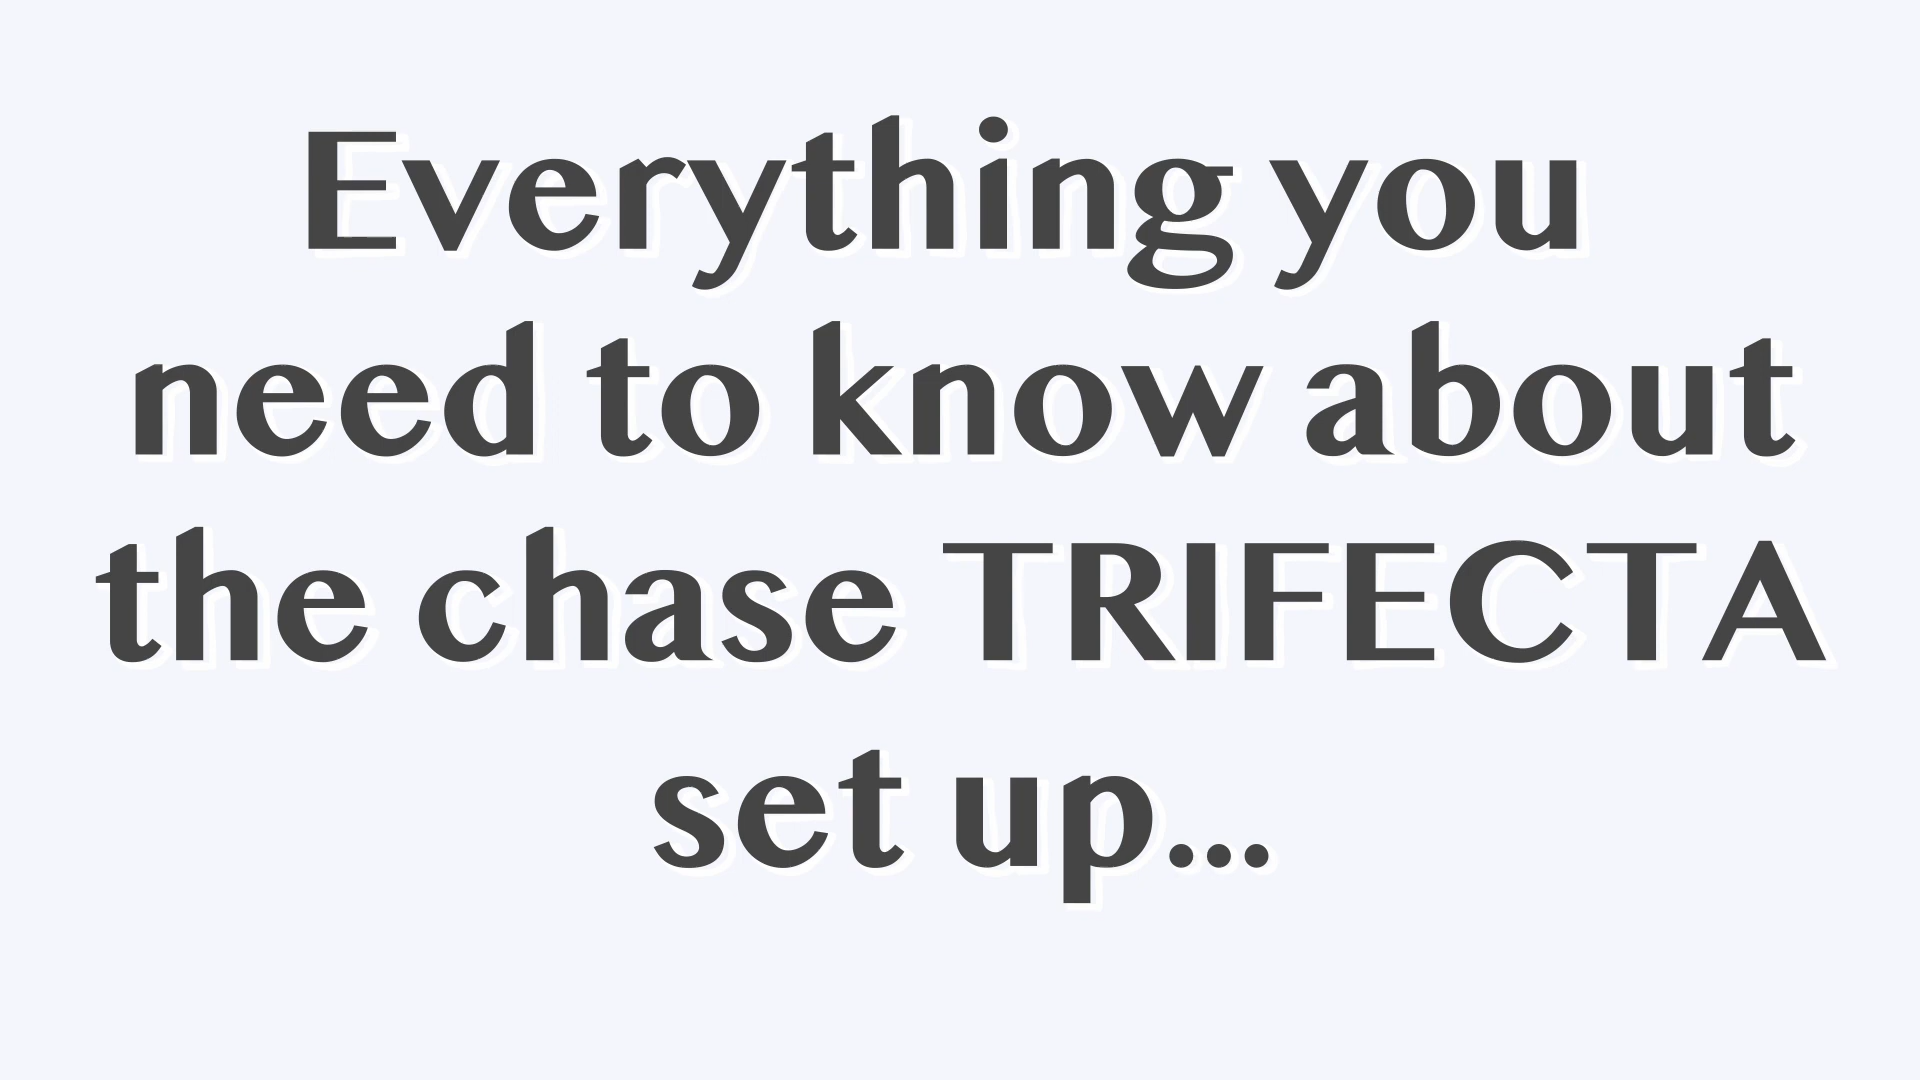 Everything you
need to know about
the chase TRIFECTA
set up...